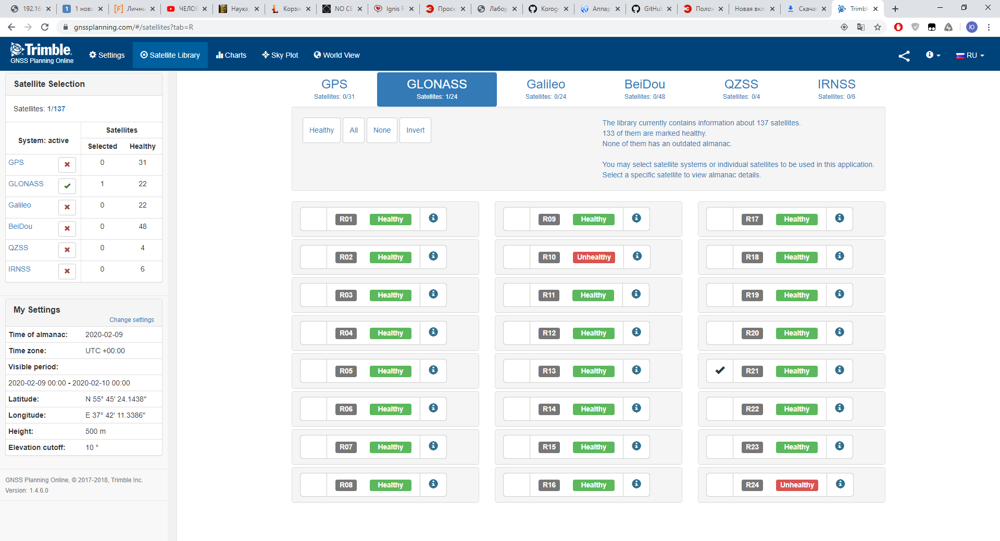 192.16
1 новс
[F] Личны
ЧЕЛОЕ
Наука,
Корзи
NO CE
Ignis F
Просм
Лабор
Korog
Аппар
GitHub
Полож
Новая вкл
Скача
Trimbl
gnssplanning.com/#/satellites?tab=R
Ю
Trimble.
GNSS Planning Online
Settings
Satellite Library
Charts
Sky Plot
World View
RU
Satellite Selection
Satellites: 1/137
System: active
Satellites
Selected Healthy
GPS 0 31
GLONASS 1 22
Galileo 0 22
BeiDou 0 48
QZSS 0 4
IRNSS 0 6
My Settings
Change settings
Time of almanac: 2020-02-09
Time zone: UTC +00:00
Visible period:
2020-02-09 00:00 - 2020-02-10 00:00
Latitude: N 55° 45' 24.1438"
Longitude: E 37° 42' 11.3386"
Height: 500 m
Elevation cutoff: 10 °
GNSS Planning Online, © 2017-2018, Trimble Inc.
Version: 1.4.6.0
GPS
Satellites: 0/31
GLONASS
Satellites: 1/24
Galileo
Satellites: 0/24
BeiDou
Satellites: 0/48
QZSS
Satellites: 0/4
IRNSS
Satellites: 0/6
Healthy All None Invert
The library currently contains information about 137 satellites.
133 of them are marked healthy.
None of them has an outdated almanac.
You may select satellite systems or individual satellites to be used in this application.
Select a specific satellite to view almanac details.
R01 Healthy
R02 Healthy
R03 Healthy
R04 Healthy
R05 Healthy
R06 Healthy
R07 Healthy
R08 Healthy
R09 Healthy
R10 Unhealthy
R11 Healthy
R12 Healthy
R13 Healthy
R14 Healthy
R15 Healthy
R16 Healthy
R17 Healthy
R18 Healthy
R19 Healthy
R20 Healthy
R21 Healthy
R22 Healthy
R23 Healthy
R24 Unhealthy